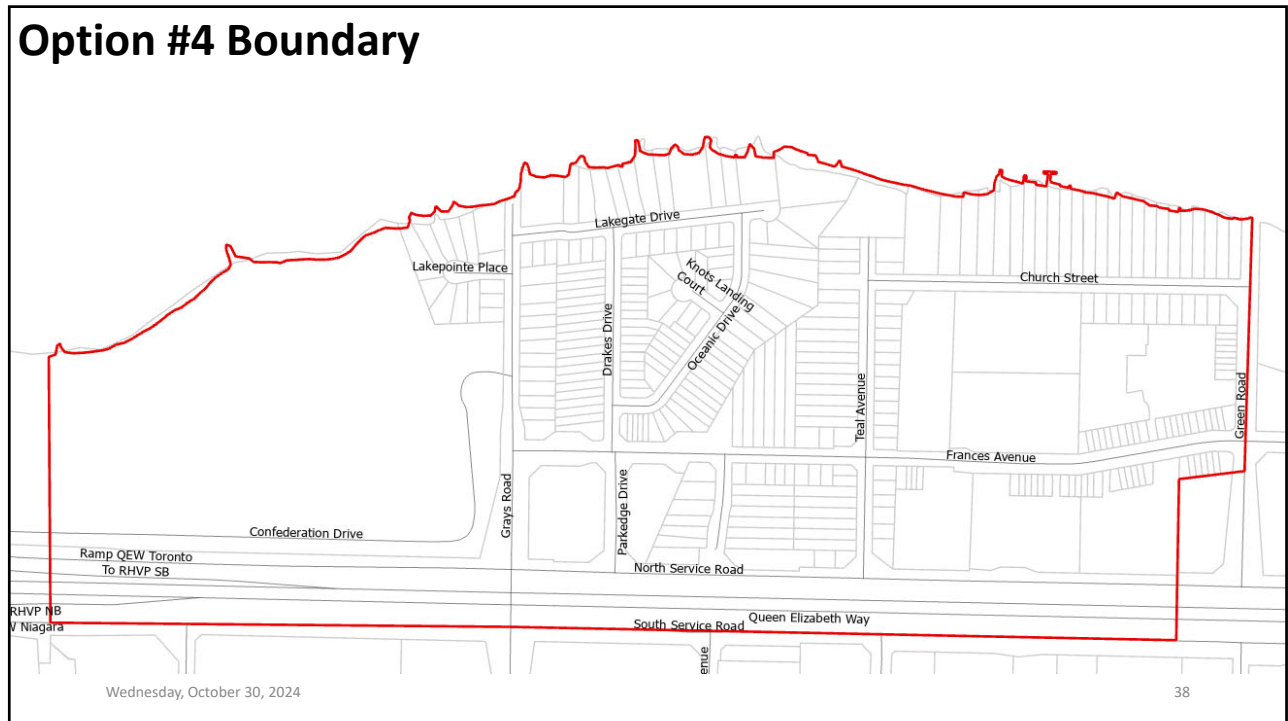 Option #4 Boundary
Lakegate Drive
Lakepointe Place
Knots Landing
Court
Church Street
Drakes Drive
Oceanic Drive
Teal Avenue
Green Road
Frances Avenue
Grays Road
Parkedge Drive
Confederation Drive
Ramp QEW Toronto
To RHVP SB
North Service Road
RHVP NB
Niagara
Queen Elizabeth Way
South Service Road
enue
Wednesday, October 30, 2024
38